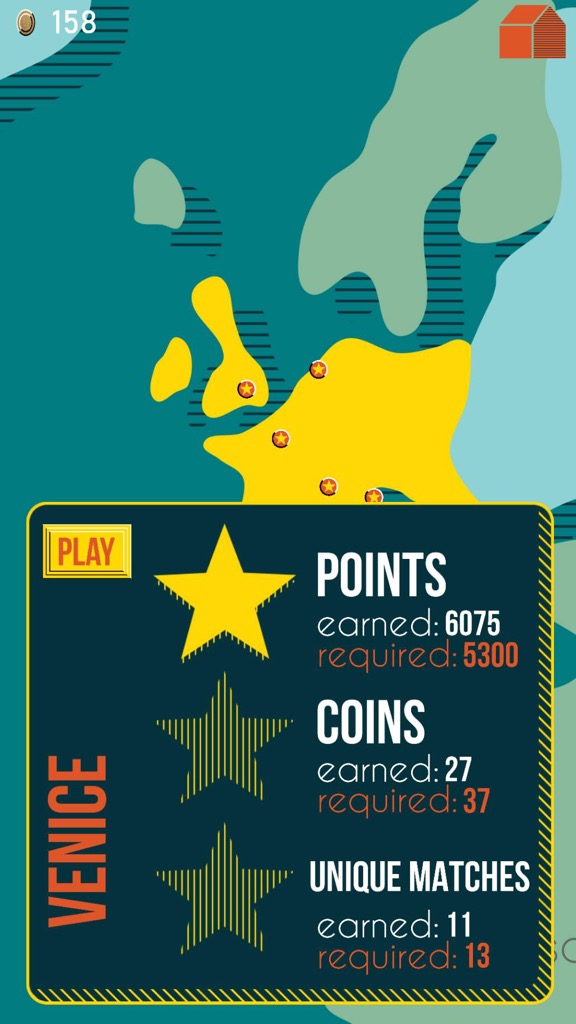 158
PLAY
POINTS
earned: 6075
required: 5300
COINS
earned: 27
required: 37
VENICE
UNIQUE MATCHES
earned: 11
required: 13